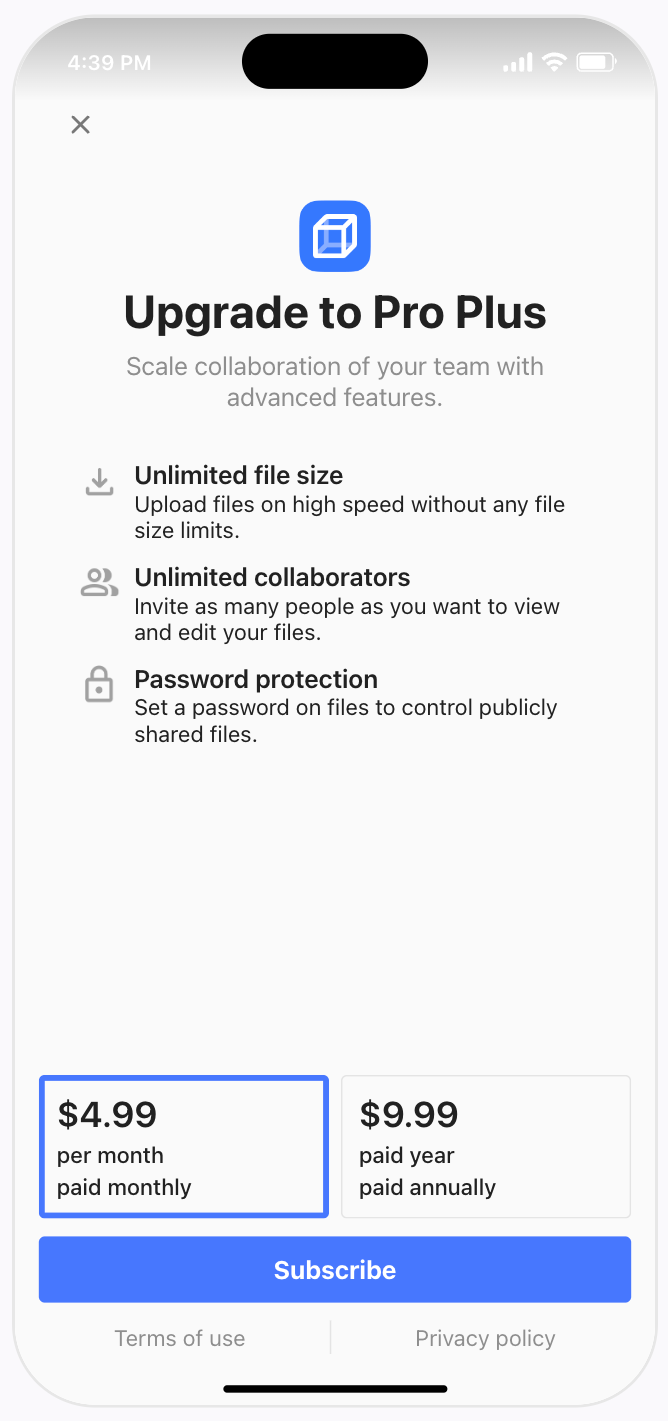 4:39 PM
Upgrade to Pro Plus
Scale collaboration of your team with
advanced features.
Unlimited file size
Upload files on high speed without any file
size limits.
Unlimited collaborators
Invite as many people as you want to view
and edit your files.
Password protection
Set a password on files to control publicly
shared files.
$4.99
per month
paid monthly
$9.99
paid year
paid annually
Subscribe
Terms of use
Privacy policy